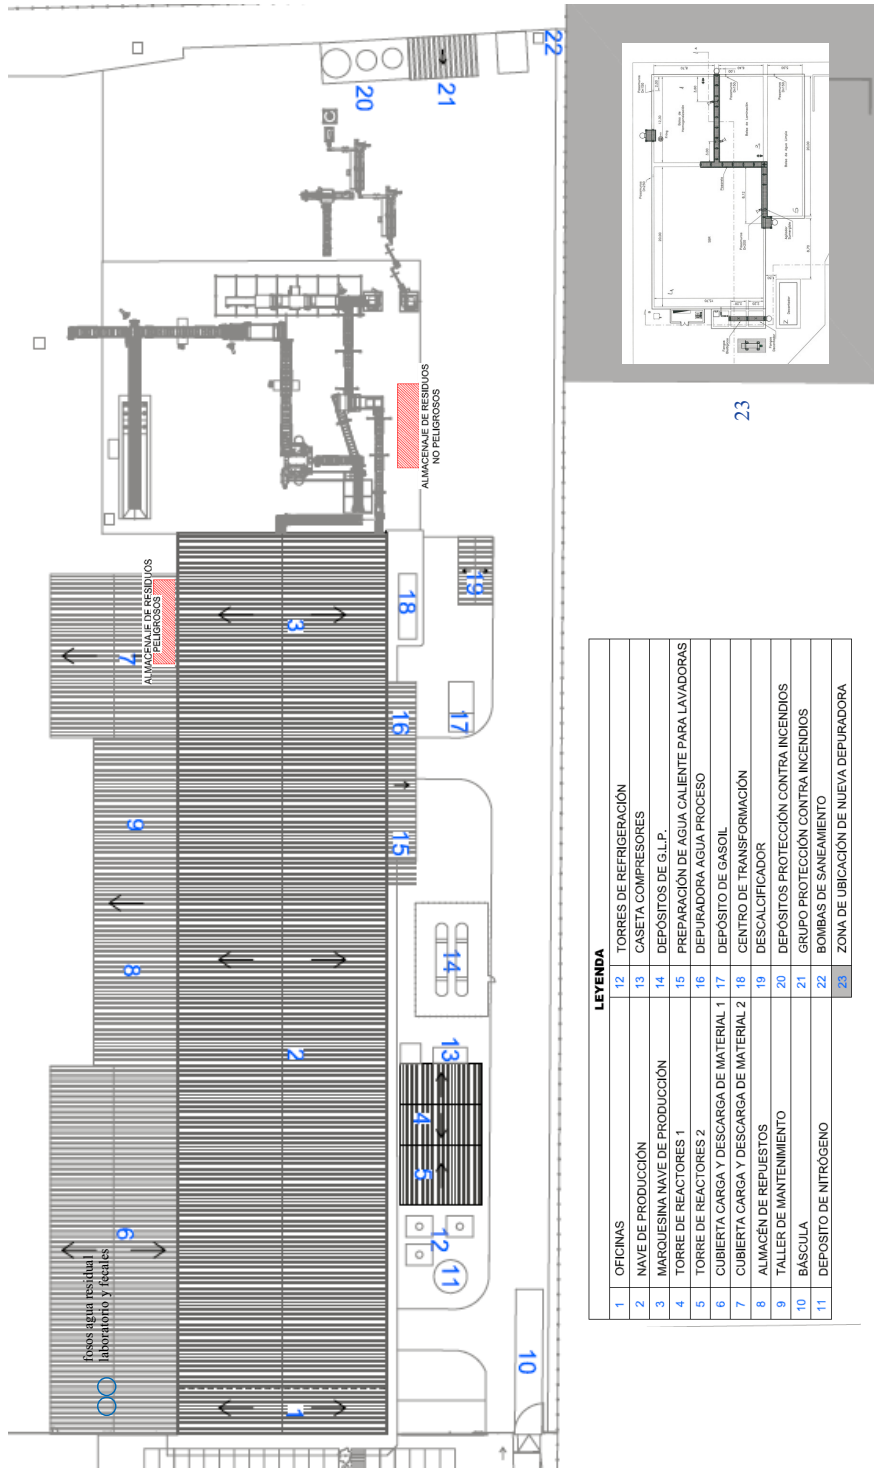 LEYENDA
1 OFICINAS
2 NAVE DE PRODUCCIÓN
3 MARQUESINA NAVE DE PRODUCCIÓN
4 TORRE DE REACTORES 1
5 TORRE DE REACTORES 2
6 CUBIERTA CARGA Y DESCARGA DE MATERIAL 1
7 CUBIERTA CARGA Y DESCARGA DE MATERIAL 2
8 ALMACÉN DE REPUESTOS
9 TALLER DE MANTENIMIENTO
10 BÁSCULA
11 DEPOSITO DE NITRÓGENO
12 TORRES DE REFRIGERACIÓN
13 CASETA COMPRESORES
14 DEPÓSITOS DE G.L.P.
15 PREPARACIÓN DE AGUA CALIENTE PARA LAVADORAS
16 DEPURADORA AGUA PROCESO
17 DEPÓSITO DE GASOIL
18 CENTRO DE TRANSFORMACIÓN
19 DESCALCIFICADOR
20 DEPÓSITOS PROTECCIÓN CONTRA INCENDIOS
21 GRUPO PROTECCIÓN CONTRA INCENDIOS
22 BOMBAS DE SANEAMIENTO
23 ZONA DE UBICACIÓN DE NUEVA DEPURADORA
ALMACENAJE DE RESIDUOS
NO PELIGROSOS
ALMACENAJE DE RESIDUOS
PELIGROSOS
fosos agua residual
laboratorio y fecales
1
2
3
4
5
6
7
8
9
10
11
12
13
14
15
16
17
18
19
20
21
22
23